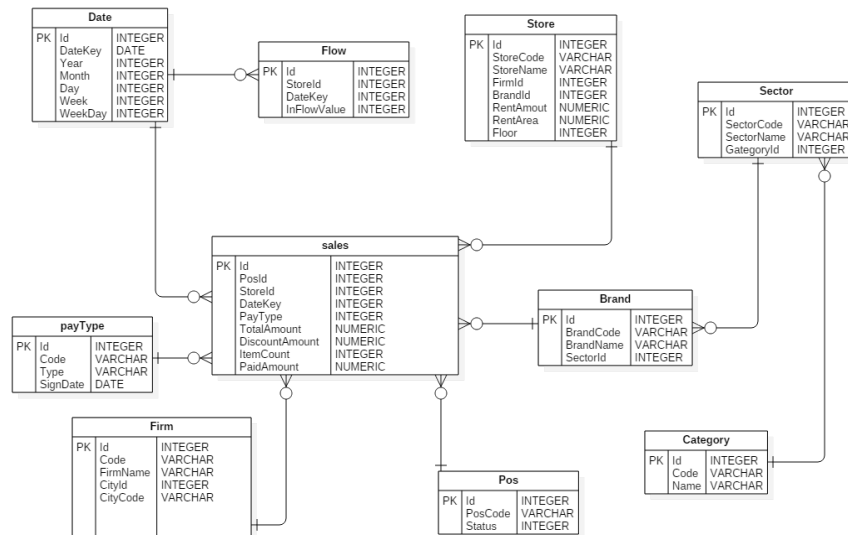 Date
PK Id INTEGER
DateKey DATE
Year INTEGER
Month INTEGER
Day INTEGER
Week INTEGER
WeekDay INTEGER
Flow
PK Id INTEGER
StoreId INTEGER
DateKey INTEGER
InFlowValue INTEGER
Store
PK Id INTEGER
StoreCode VARCHAR
StoreName VARCHAR
FirmId INTEGER
BrandId INTEGER
RentAmout NUMERIC
RentArea NUMERIC
Floor INTEGER
Sector
PK Id INTEGER
SectorCode VARCHAR
SectorName VARCHAR
GategoryId INTEGER
sales
PK Id INTEGER
PosId INTEGER
StoreId INTEGER
DateKey INTEGER
PayType INTEGER
TotalAmount NUMERIC
DiscountAmount NUMERIC
ItemCount INTEGER
PaidAmount NUMERIC
Brand
PK Id INTEGER
BrandCode VARCHAR
BrandName VARCHAR
SectorId INTEGER
payType
PK Id INTEGER
Code VARCHAR
Type VARCHAR
SignDate DATE
Firm
PK Id INTEGER
Code VARCHAR
FirmName VARCHAR
CityId INTEGER
CityCode VARCHAR
Pos
PK Id INTEGER
PosCode VARCHAR
Status INTEGER
Category
PK Id INTEGER
Code VARCHAR
Name VARCHAR